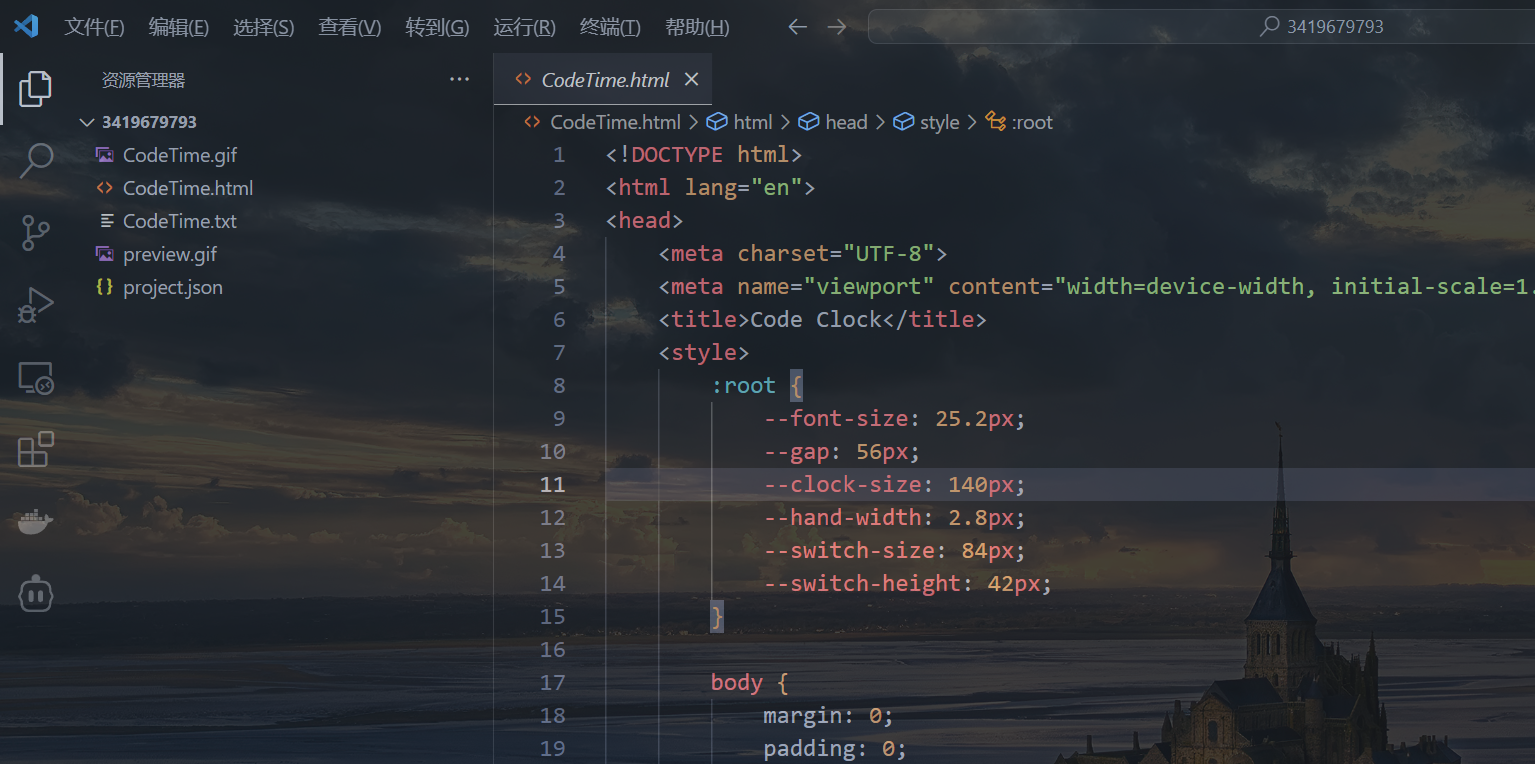 文件(F) 编辑(E) 选择(S) 查看(V) 转到(G) 运行(R) 终端(T) 帮助(H) 3419679793
资源管理器
3419679793
CodeTime.gif
CodeTime.html
CodeTime.txt
preview.gif
project.json
CodeTime.html
CodeTime.html > html > head > style > :root
1 <!DOCTYPE html>
2 <html lang="en">
3 <head>
4 <meta charset="UTF-8">
5 <meta name="viewport" content="width=device-width, initial-scale=1.
6 <title>Code Clock</title>
7 <style>
8 :root {
9 --font-size: 25.2px;
10 --gap: 56px;
11 --clock-size: 140px;
12 --hand-width: 2.8px;
13 --switch-size: 84px;
14 --switch-height: 42px;
15 }
16
17 body {
18 margin: 0;
19 padding: 0;